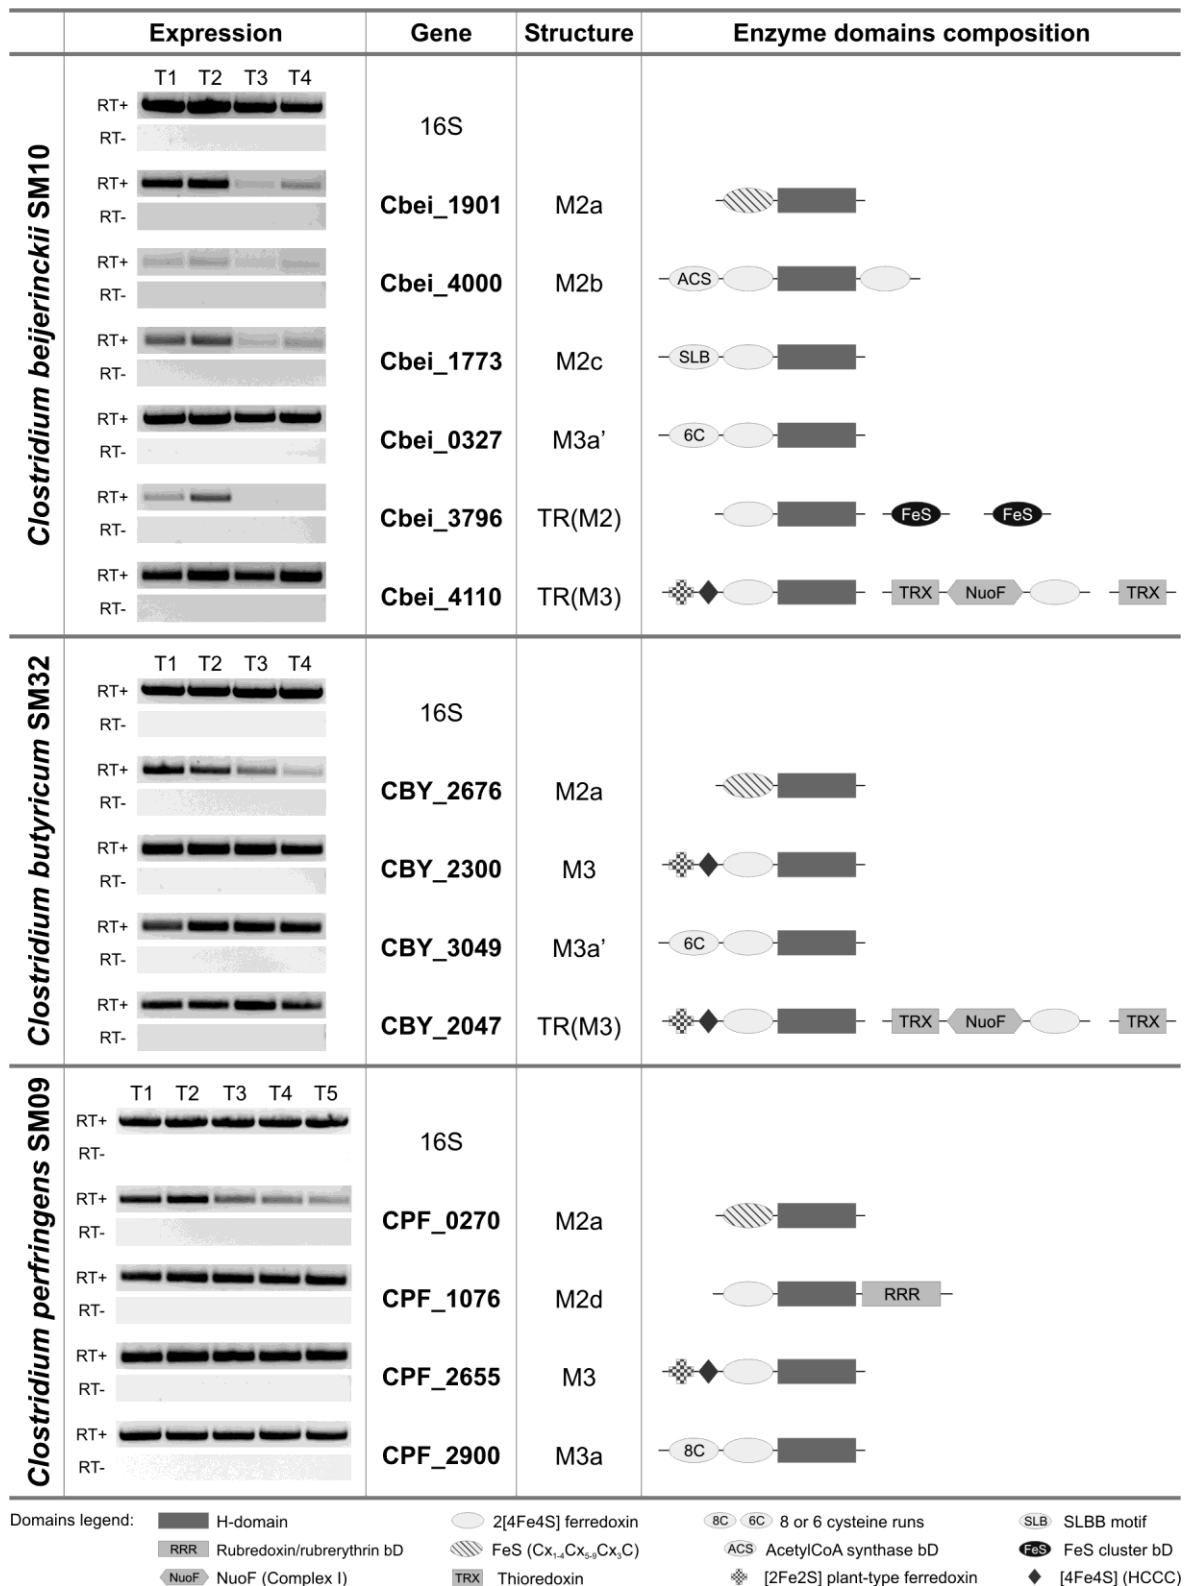 Expression Gene Structure Enzyme domains composition
Clostridium beijerinckii SM10
T1 T2 T3 T4
RT+
16S
RT-
RT+
Cbei_1901 M2a
RT-
RT+
Cbei_4000 M2b ACS
RT-
RT+
Cbei_1773 M2c SLB
RT-
RT+
Cbei_0327 M3a’ 6C
RT-
RT+
Cbei_3796 TR(M2) FeS FeS
RT-
RT+
Cbei_4110 TR(M3) TRX NuoF TRX
RT-
Clostridium butyricum SM32
T1 T2 T3 T4
RT+
16S
RT-
RT+
CBY_2676 M2a
RT-
RT+
CBY_2300 M3
RT-
RT+
CBY_3049 M3a’ 6C
RT-
RT+
CBY_2047 TR(M3) TRX NuoF TRX
RT-
Clostridium perfringens SM09
T1 T2 T3 T4 T5
RT+
16S
RT-
RT+
CPF_0270 M2a
RT-
RT+
CPF_1076 M2d RRR
RT-
RT+
CPF_2655 M3
RT-
RT+
CPF_2900 M3a 8C
RT-
Domains legend: H-domain 2[4Fe4S] ferredoxin 8C 6C 8 or 6 cysteine runs SLB SLBB motif
RRR Rubredoxin/rubrerythrin bD FeS (Cx₁₋₄Cx₅₋₉Cx₃C) ACS AcetylCoA synthase bD FeS FeS cluster bD
NuoF NuoF (Complex I) TRX Thioredoxin [2Fe2S] plant-type ferredoxin [4Fe4S] (HCCC)